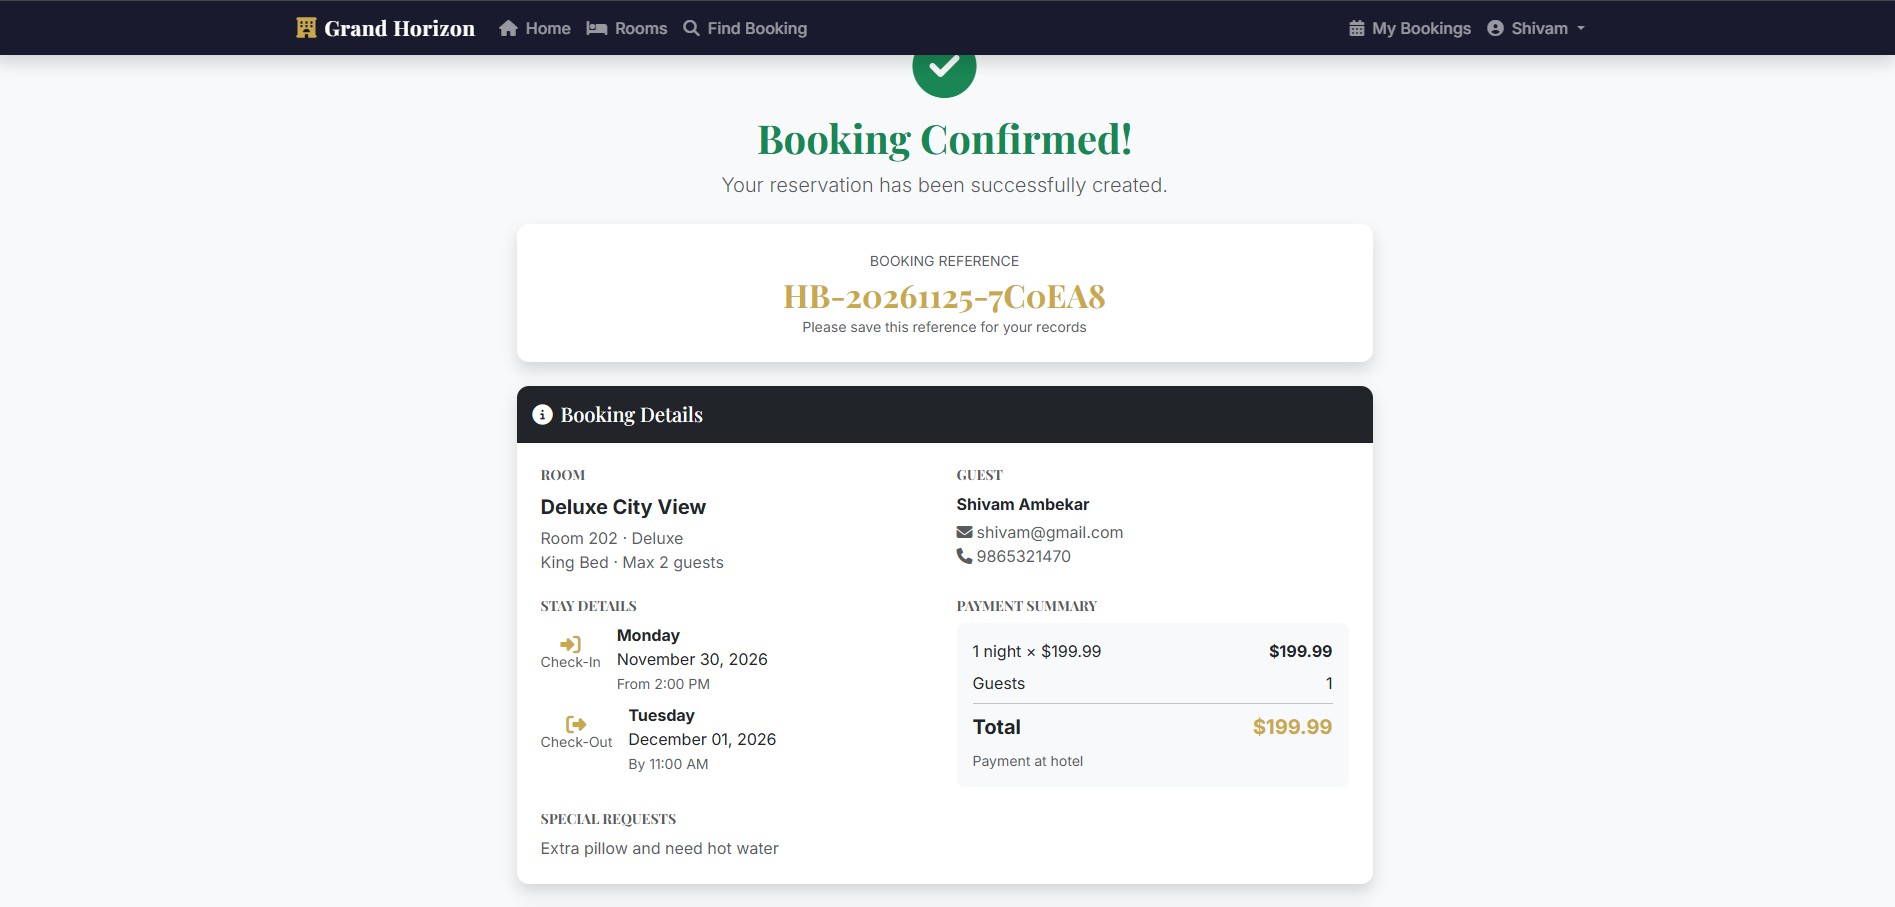 Grand Horizon Home Rooms Find Booking My Bookings Shivam
Booking Confirmed!
Your reservation has been successfully created.
BOOKING REFERENCE
HB-20261125-7C0EA8
Please save this reference for your records
Booking Details
ROOM
Deluxe City View
Room 202 · Deluxe
King Bed · Max 2 guests
GUEST
Shivam Ambekar
shivam@gmail.com
9865321470
STAY DETAILS
Check-In
Monday
November 30, 2026
From 2:00 PM
Check-Out
Tuesday
December 01, 2026
By 11:00 AM
PAYMENT SUMMARY
1 night × $199.99 $199.99
Guests 1
Total $199.99
Payment at hotel
SPECIAL REQUESTS
Extra pillow and need hot water